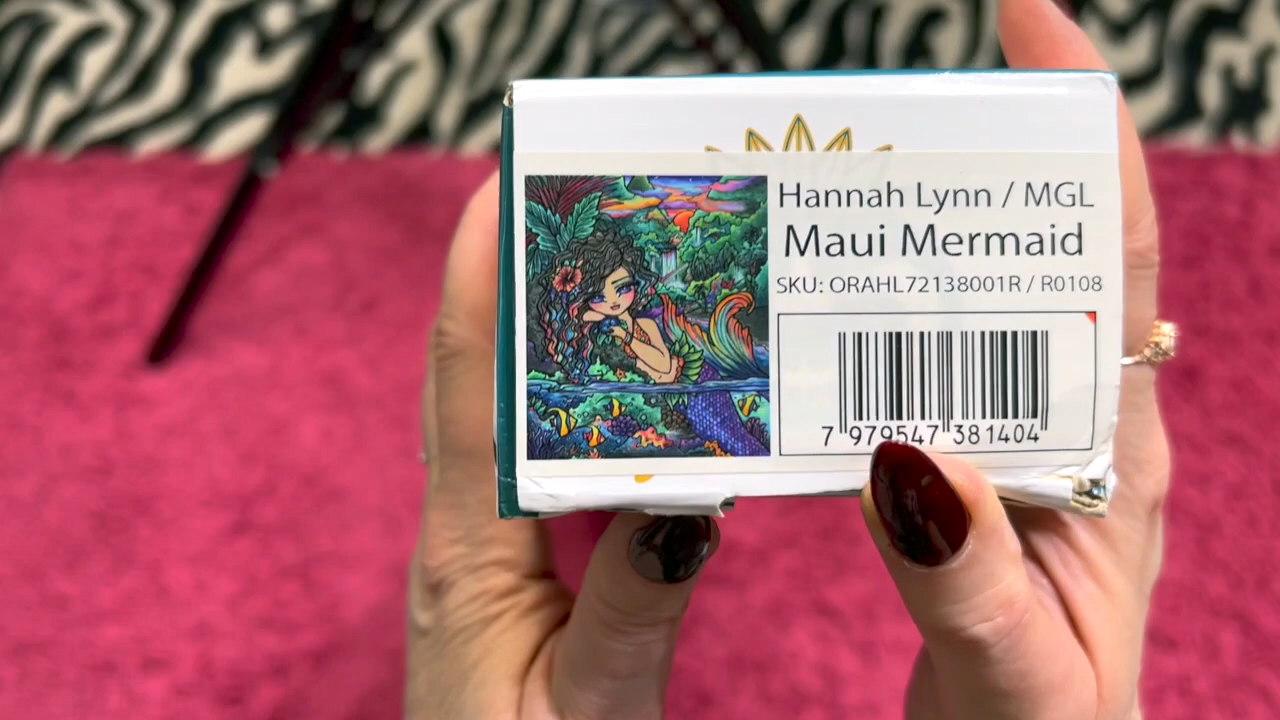 Hannah Lynn / MGL
Maui Mermaid
SKU: ORAHL72138001R / R0108
7 979547 381404